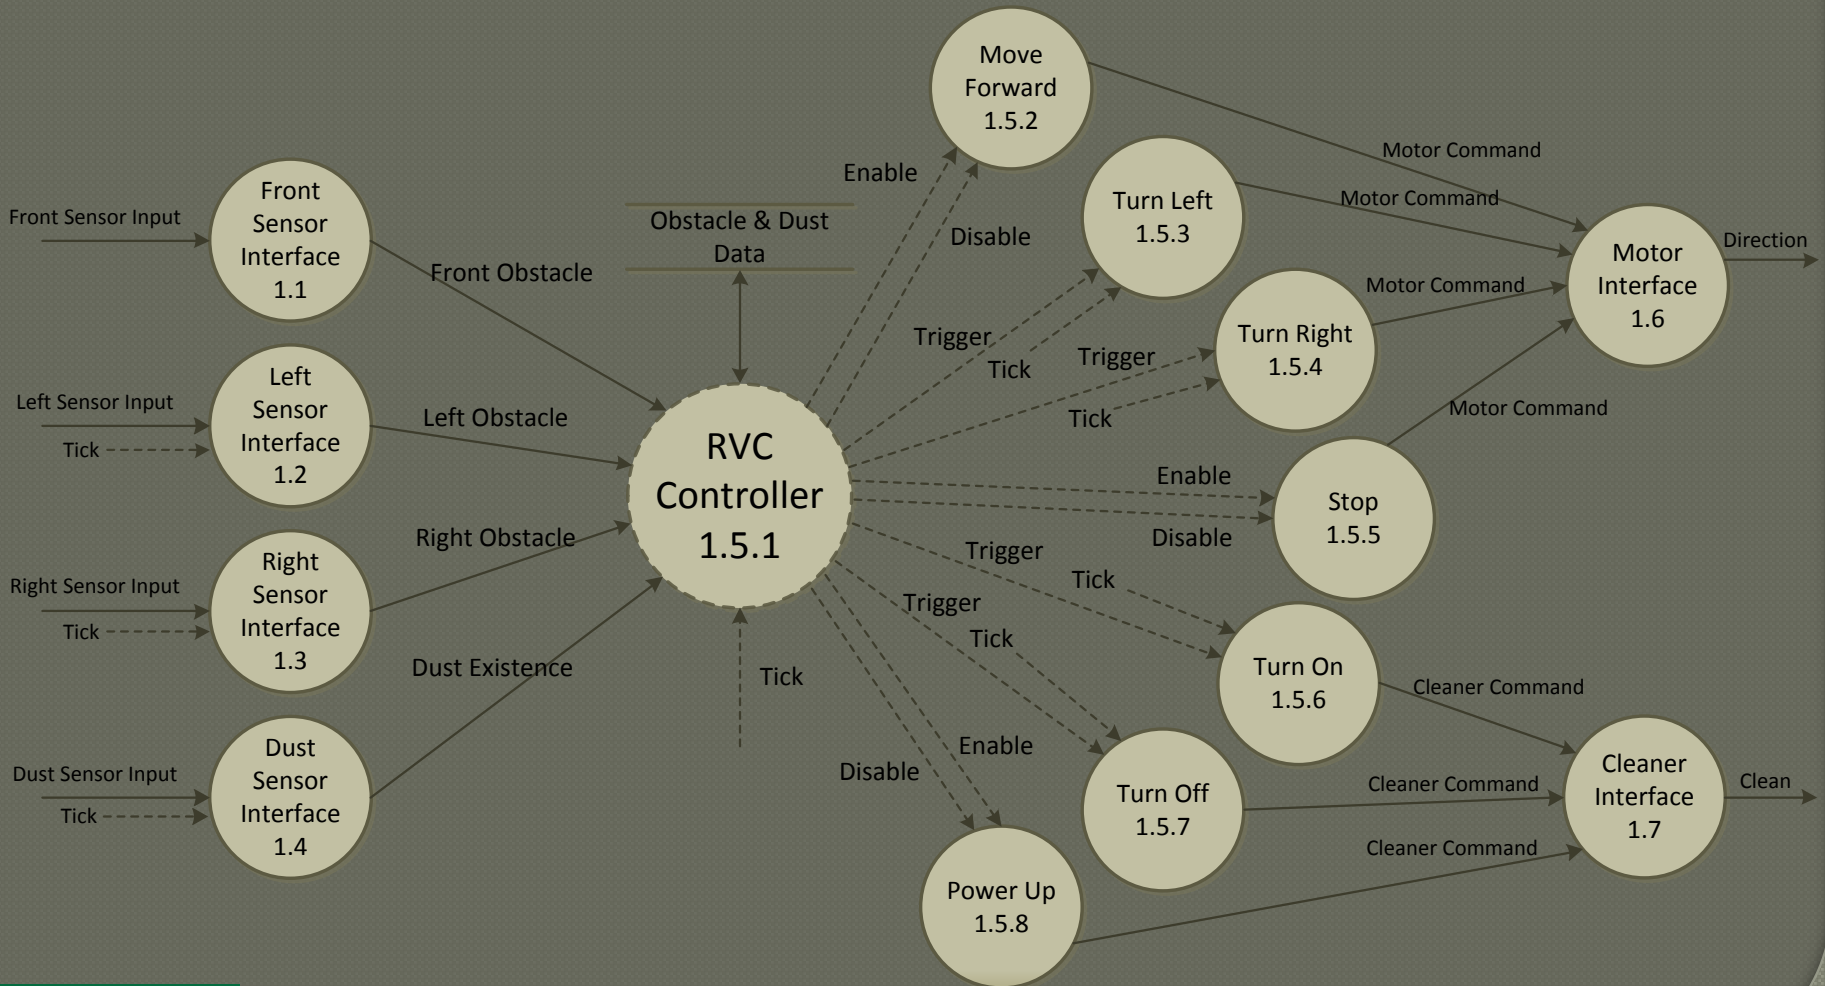 Move
Forward
1.5.2
Enable
Disable
Motor Command
Front
Sensor
Interface
1.1
Front Sensor Input
Front Obstacle
Obstacle & Dust
Data
Turn Left
1.5.3
Motor Command
Motor
Interface
1.6
Direction
Trigger
Tick
Turn Right
1.5.4
Motor Command
Trigger
Tick
Left
Sensor
Interface
1.2
Left Sensor Input
Tick
Left Obstacle
RVC
Controller
1.5.1
Motor Command
Enable
Disable
Stop
1.5.5
Right
Sensor
Interface
1.3
Right Sensor Input
Tick
Right Obstacle
Trigger
Tick
Turn On
1.5.6
Cleaner Command
Trigger
Tick
Dust Existence
Tick
Dust
Sensor
Interface
1.4
Dust Sensor Input
Tick
Disable
Enable
Turn Off
1.5.7
Cleaner Command
Cleaner
Interface
1.7
Clean
Cleaner Command
Power Up
1.5.8